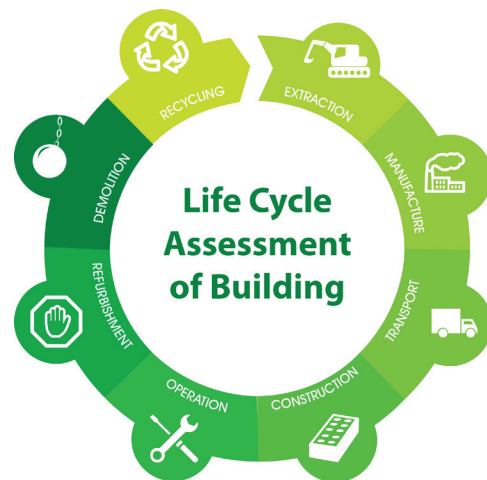 Life Cycle
Assessment
of Building
EXTRACTION
MANUFACTURE
TRANSPORT
CONSTRUCTION
OPERATION
REFURBISHMENT
DEMOLITION
RECYCLING